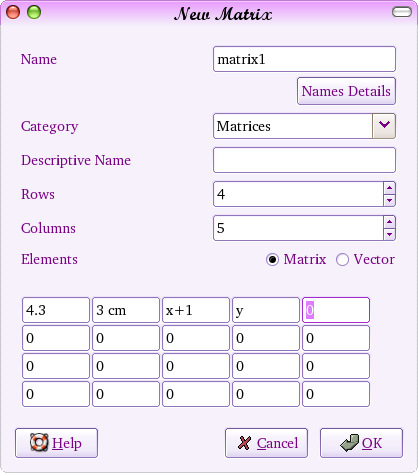 New Matrix
Name matrix1
Names Details
Category Matrices
Descriptive Name
Rows 4
Columns 5
Elements Matrix Vector
4.3 3 cm x+1 y 0
0 0 0 0 0
0 0 0 0 0
0 0 0 0 0
Help Cancel OK